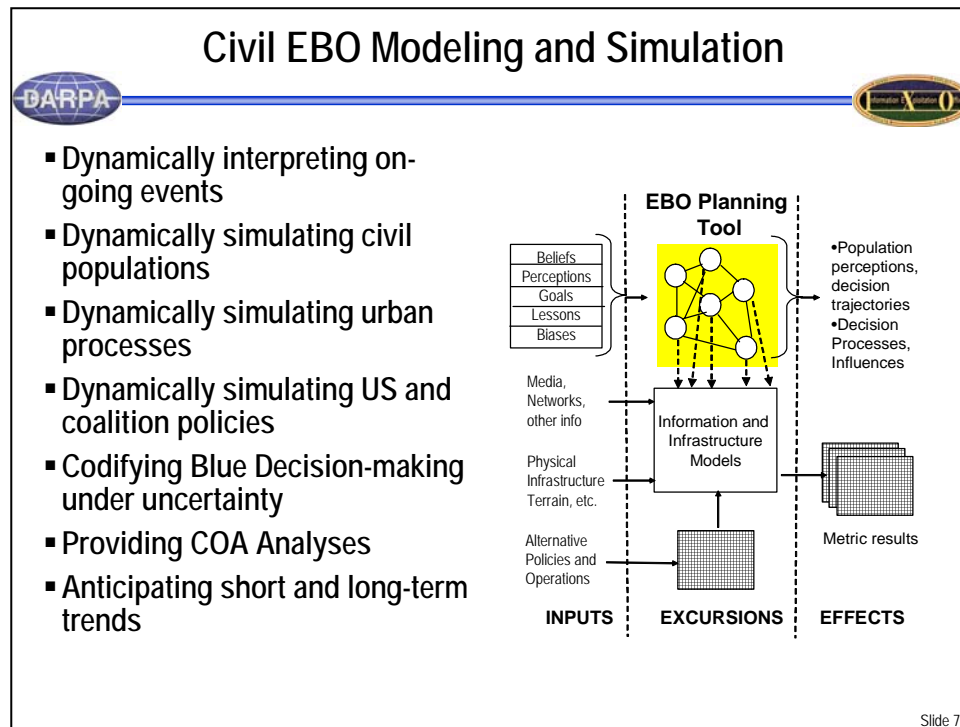 Civil EBO Modeling and Simulation
DARPA
Information EXploitation Office
▪ Dynamically interpreting on-
going events
▪ Dynamically simulating civil
populations
▪ Dynamically simulating urban
processes
▪ Dynamically simulating US and
coalition policies
▪ Codifying Blue Decision-making
under uncertainty
▪ Providing COA Analyses
▪ Anticipating short and long-term
trends
EBO Planning
Tool
Beliefs
Perceptions
Goals
Lessons
Biases
•Population
perceptions,
decision
trajectories
•Decision
Processes,
Influences
Media,
Networks,
other info
Information and
Infrastructure
Models
Physical
Infrastructure
Terrain, etc.
Metric results
Alternative
Policies and
Operations
INPUTS
EXCURSIONS
EFFECTS
Slide 7